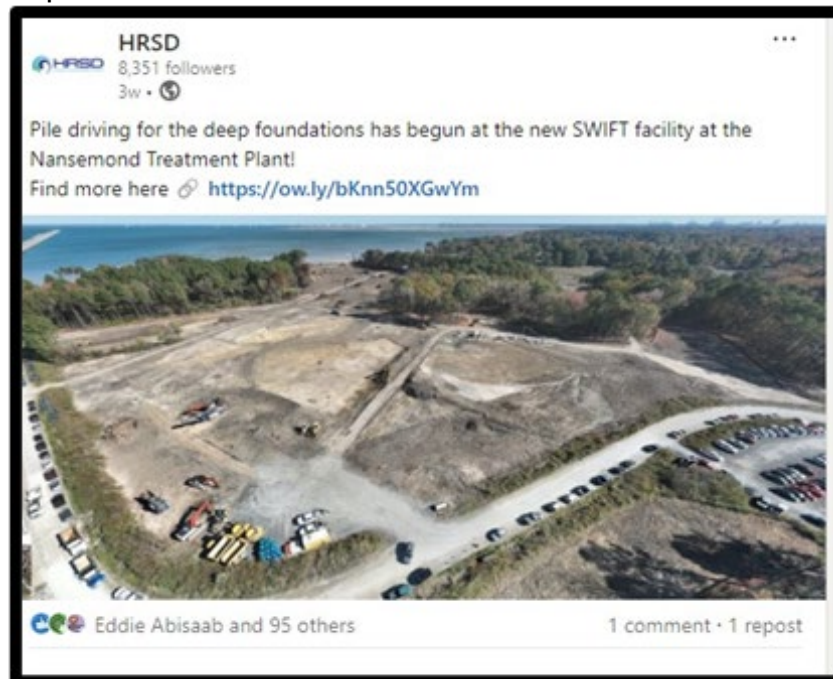 HRSD
HRSD
8,351 followers
3w •
Pile driving for the deep foundations has begun at the new SWIFT facility at the
Nansemond Treatment Plant!
Find more here https://ow.ly/bKnn50XGwYm
Eddie Abisaab and 95 others
1 comment • 1 repost